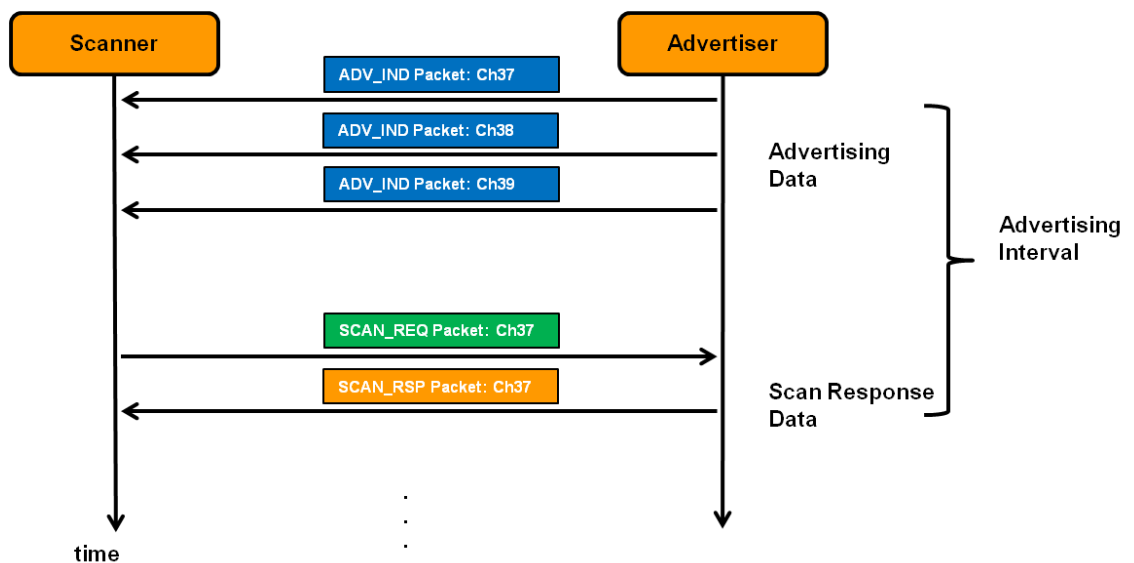 Scanner
Advertiser
ADV_IND Packet: Ch37
ADV_IND Packet: Ch38
Advertising
Data
ADV_IND Packet: Ch39
Advertising
Interval
SCAN_REQ Packet: Ch37
SCAN_RSP Packet: Ch37
Scan Response
Data
.
.
.
time